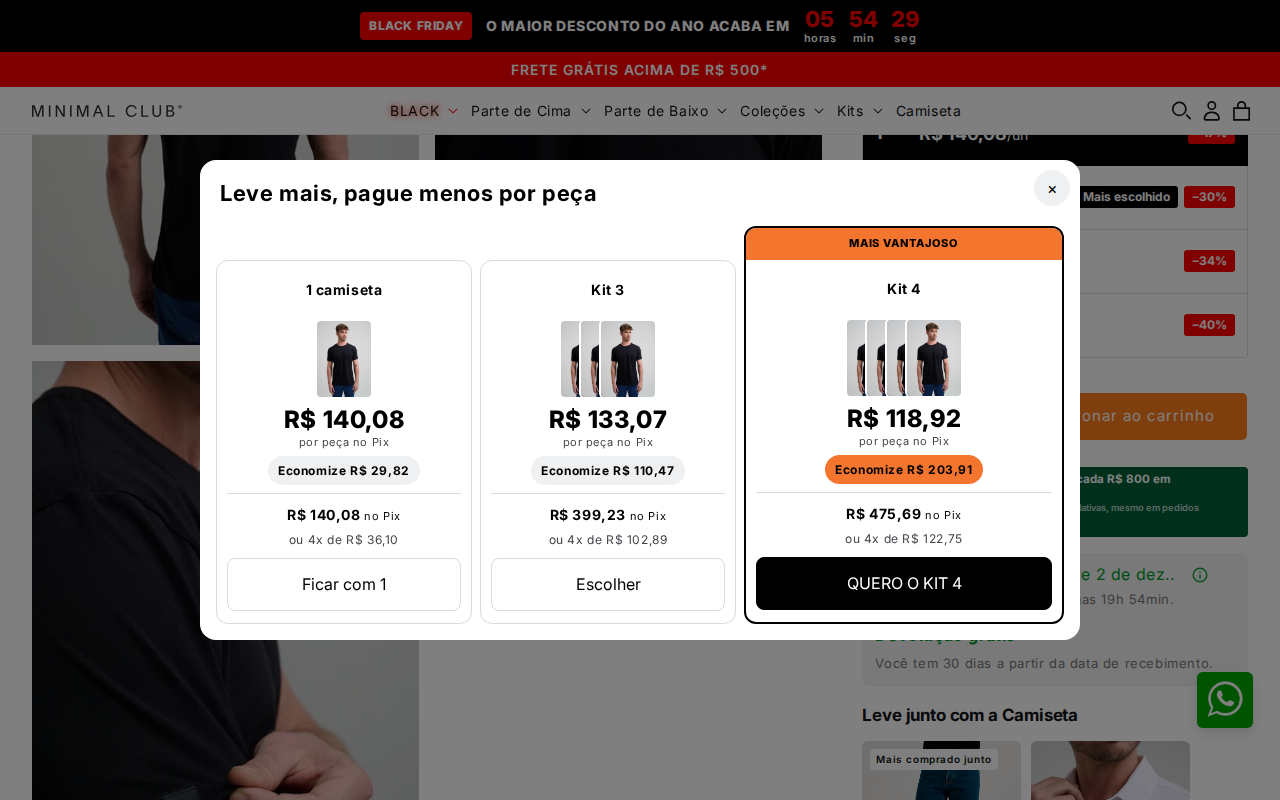 BLACK FRIDAY O MAIOR DESCONTO DO ANO ACABA EM 05 54 29
horas min seg
FRETE GRÁTIS ACIMA DE R$ 500*
MINIMAL CLUB® BLACK Parte de Cima Parte de Baixo Coleções Kits Camiseta
R$ 140,08/un
Leve mais, pague menos por peça
×
Mais escolhido −30%
−34%
−40%
MAIS VANTAJOSO
1 camiseta
R$ 140,08
por peça no Pix
Economize R$ 29,82
R$ 140,08 no Pix
ou 4x de R$ 36,10
Ficar com 1
Kit 3
R$ 133,07
por peça no Pix
Economize R$ 110,47
R$ 399,23 no Pix
ou 4x de R$ 102,89
Escolher
Kit 4
R$ 118,92
por peça no Pix
Economize R$ 203,91
R$ 475,69 no Pix
ou 4x de R$ 122,75
QUERO O KIT 4
onar ao carrinho
cada R$ 800 em
lativas, mesmo em pedidos
e 2 de dez..
as 19h 54min.
Você tem 30 dias a partir da data de recebimento.
Leve junto com a Camiseta
Mais comprado junto